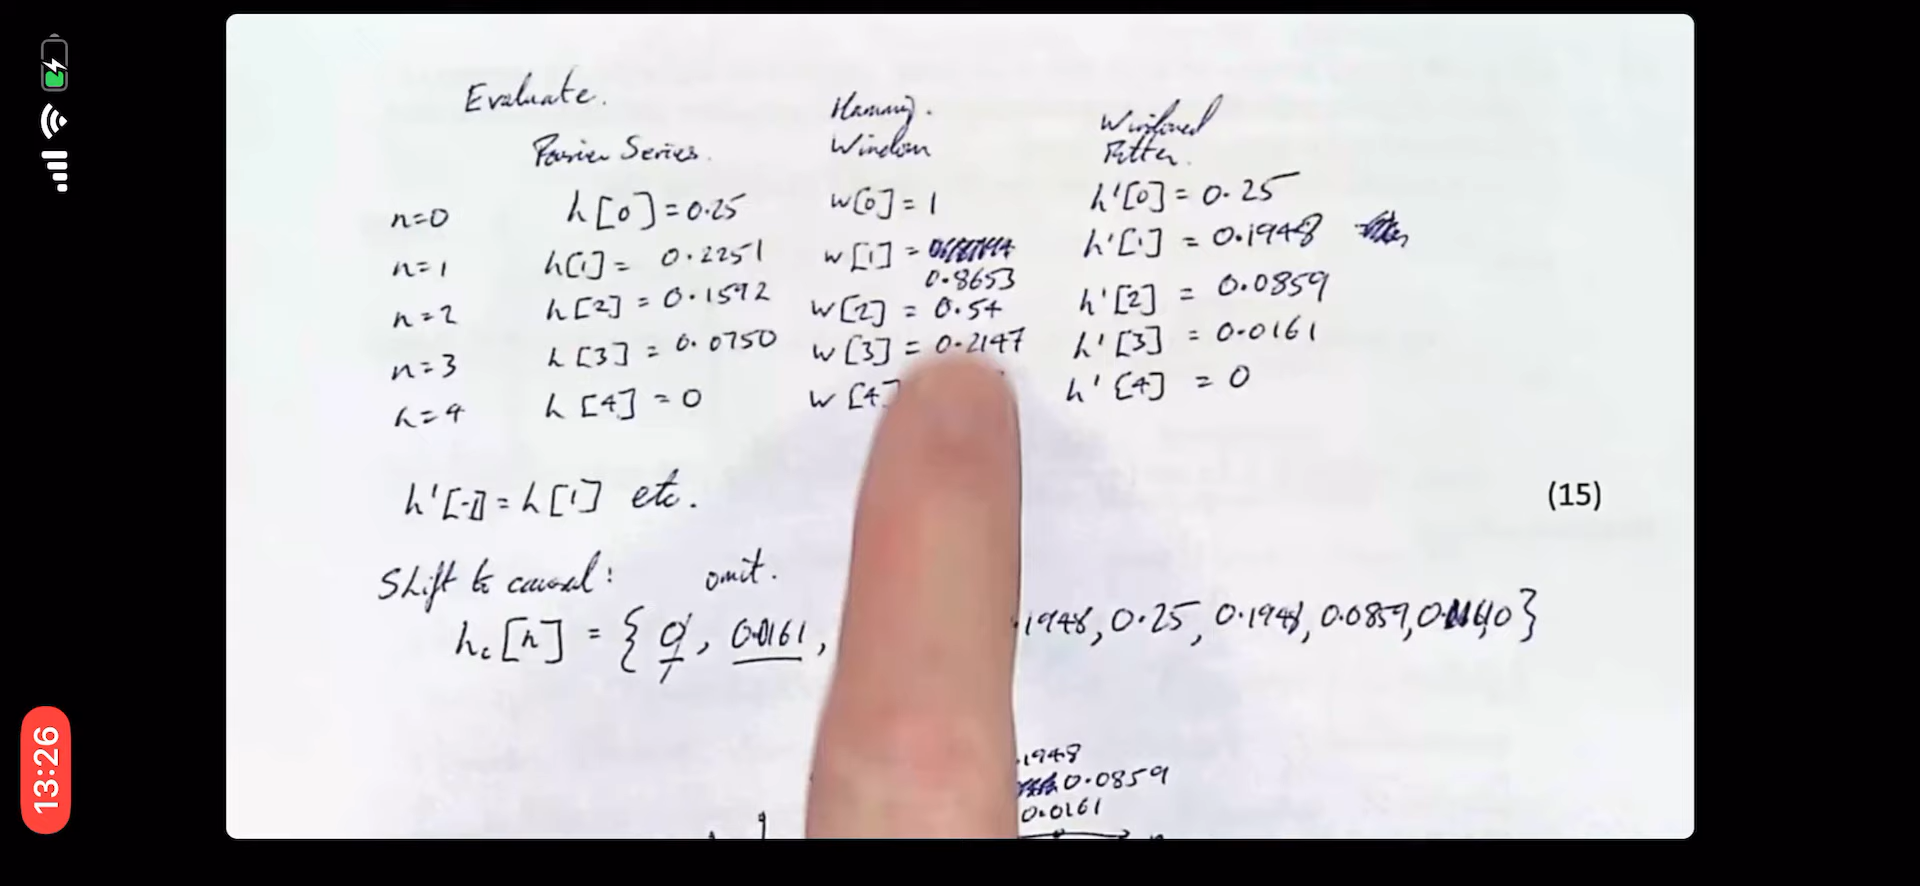 Evaluate.
Fourier Series.
Hamming.
Window
Windowed
Filter.
n=0 h[0]=0.25 w[0]=1 h'[0]=0.25
n=1 h[1]= 0.2251 w[1]= 0.8653 h'[1]=0.1948
n=2 h[2]=0.1592 w[2]=0.54 h'[2]=0.0859
n=3 h[3]=0.0750 w[3]=0.2147 h'[3]=0.0161
n=4 h[4]=0 w[4] h'[4]=0
h'[-1]=h[1] etc.
(15)
Shift to causal: omit.
hc[n] = {0, 0.0161, .1948, 0.25, 0.1948, 0.0859, 0}
.1948
0.0859
0.0161
13:26